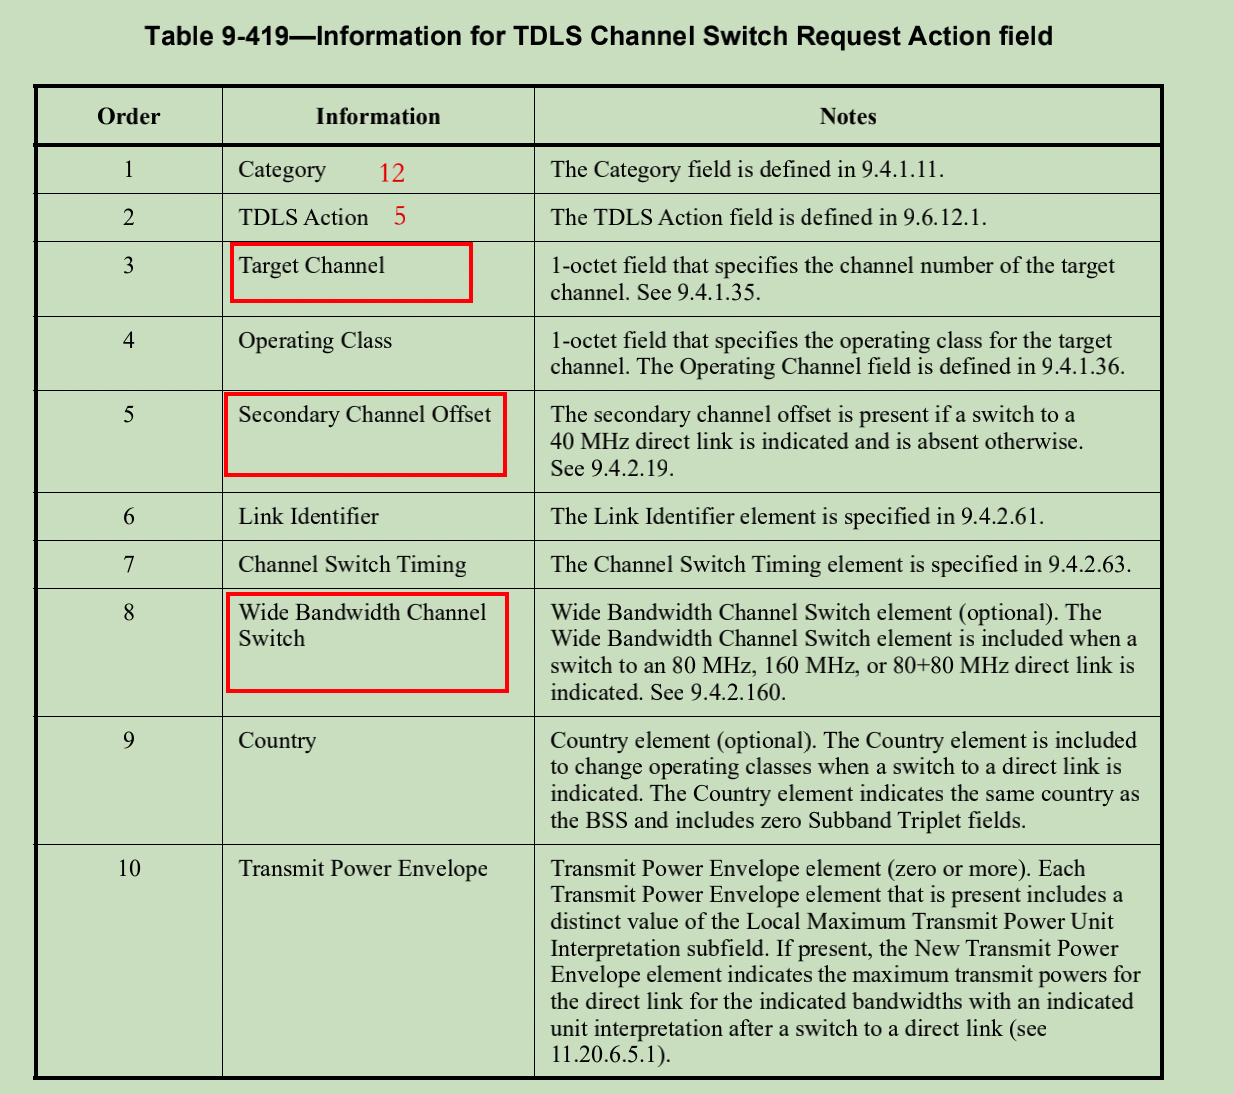 Table 9-419—Information for TDLS Channel Switch Request Action field
Order Information Notes
1 Category 12 The Category field is defined in 9.4.1.11.
2 TDLS Action 5 The TDLS Action field is defined in 9.6.12.1.
3 Target Channel 1-octet field that specifies the channel number of the target
channel. See 9.4.1.35.
4 Operating Class 1-octet field that specifies the operating class for the target
channel. The Operating Channel field is defined in 9.4.1.36.
5 Secondary Channel Offset The secondary channel offset is present if a switch to a
40 MHz direct link is indicated and is absent otherwise.
See 9.4.2.19.
6 Link Identifier The Link Identifier element is specified in 9.4.2.61.
7 Channel Switch Timing The Channel Switch Timing element is specified in 9.4.2.63.
8 Wide Bandwidth Channel Wide Bandwidth Channel Switch element (optional). The
Switch Wide Bandwidth Channel Switch element is included when a
switch to an 80 MHz, 160 MHz, or 80+80 MHz direct link is
indicated. See 9.4.2.160.
9 Country Country element (optional). The Country element is included
to change operating classes when a switch to a direct link is
indicated. The Country element indicates the same country as
the BSS and includes zero Subband Triplet fields.
10 Transmit Power Envelope Transmit Power Envelope element (zero or more). Each
Transmit Power Envelope element that is present includes a
distinct value of the Local Maximum Transmit Power Unit
Interpretation subfield. If present, the New Transmit Power
Envelope element indicates the maximum transmit powers for
the direct link for the indicated bandwidths with an indicated
unit interpretation after a switch to a direct link (see
11.20.6.5.1).